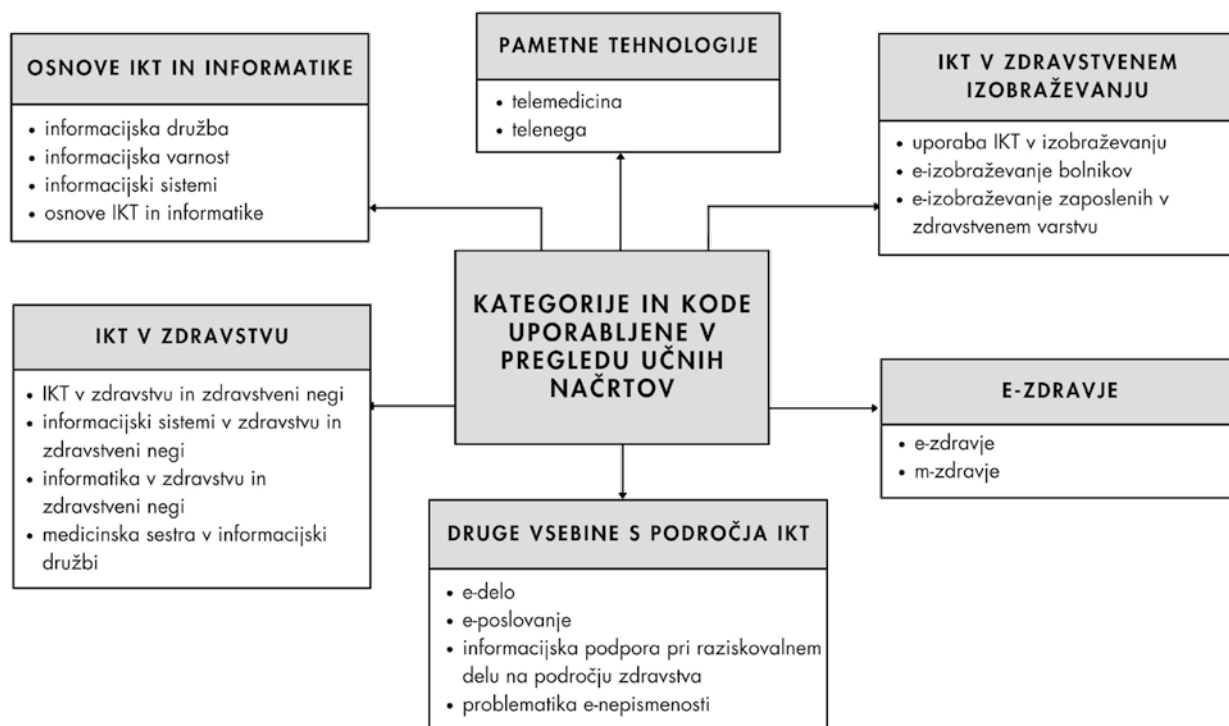 OSNOVE IKT IN INFORMATIKE
• informacijska družba
• informacijska varnost
• informacijski sistemi
• osnove IKT in informatike
PAMETNE TEHNOLOGIJE
• telemedicina
• telenega
IKT V ZDRAVSTVENEM
IZOBRAŽEVANJU
• uporaba IKT v izobraževanju
• e-izobraževanje bolnikov
• e-izobraževanje zaposlenih v
zdravstvenem varstvu
KATEGORIJE IN KODE
UPORABLJENE V
PREGLEDU UČNIH
NAČRTOV
IKT V ZDRAVSTVU
• IKT v zdravstvu in zdravstveni negi
• informacijski sistemi v zdravstvu in
zdravstveni negi
• informatika v zdravstvu in
zdravstveni negi
• medicinska sestra v informacijski
družbi
E-ZDRAVJE
• e-zdravje
• m-zdravje
DRUGE VSEBINE S PODROČJA IKT
• e-delo
• e-poslovanje
• informacijska podpora pri raziskovalnem
delu na področju zdravstva
• problematika e-nepismenosti